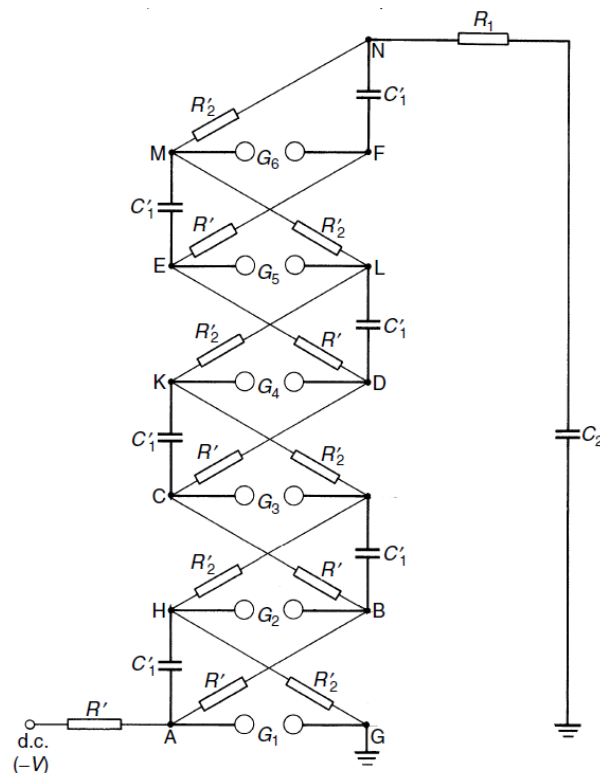 N R₁
R′₂ C′₁
M G₆ F
C′₁ R′ R′₂
E G₅ L
R′₂ R′ C′₁
K G₄ D
C′₁ R′ R′₂ C₂
C G₃
R′₂ R′ C′₁
H G₂ B
C′₁ R′ R′₂
R′
d.c. A G₁ G
(–V)